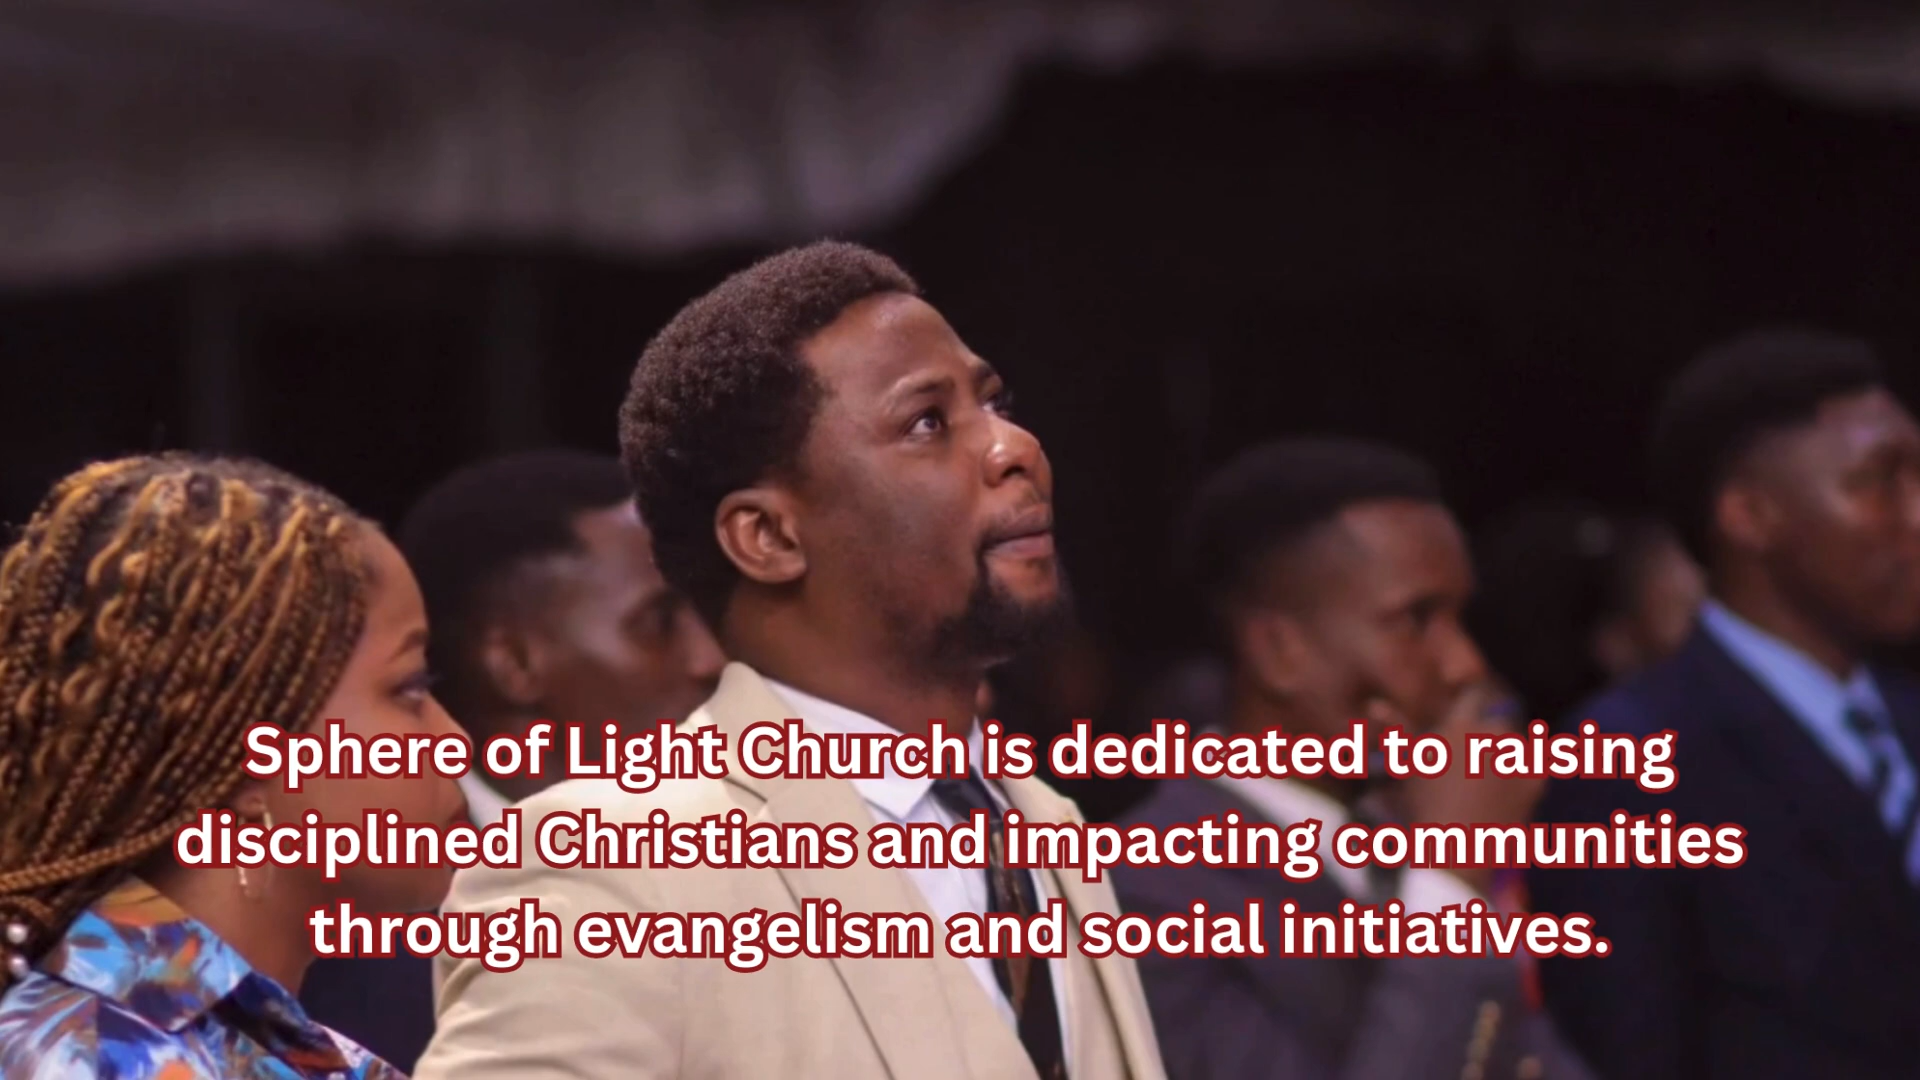 Sphere of Light Church is dedicated to raising
disciplined Christians and impacting communities
through evangelism and social initiatives.